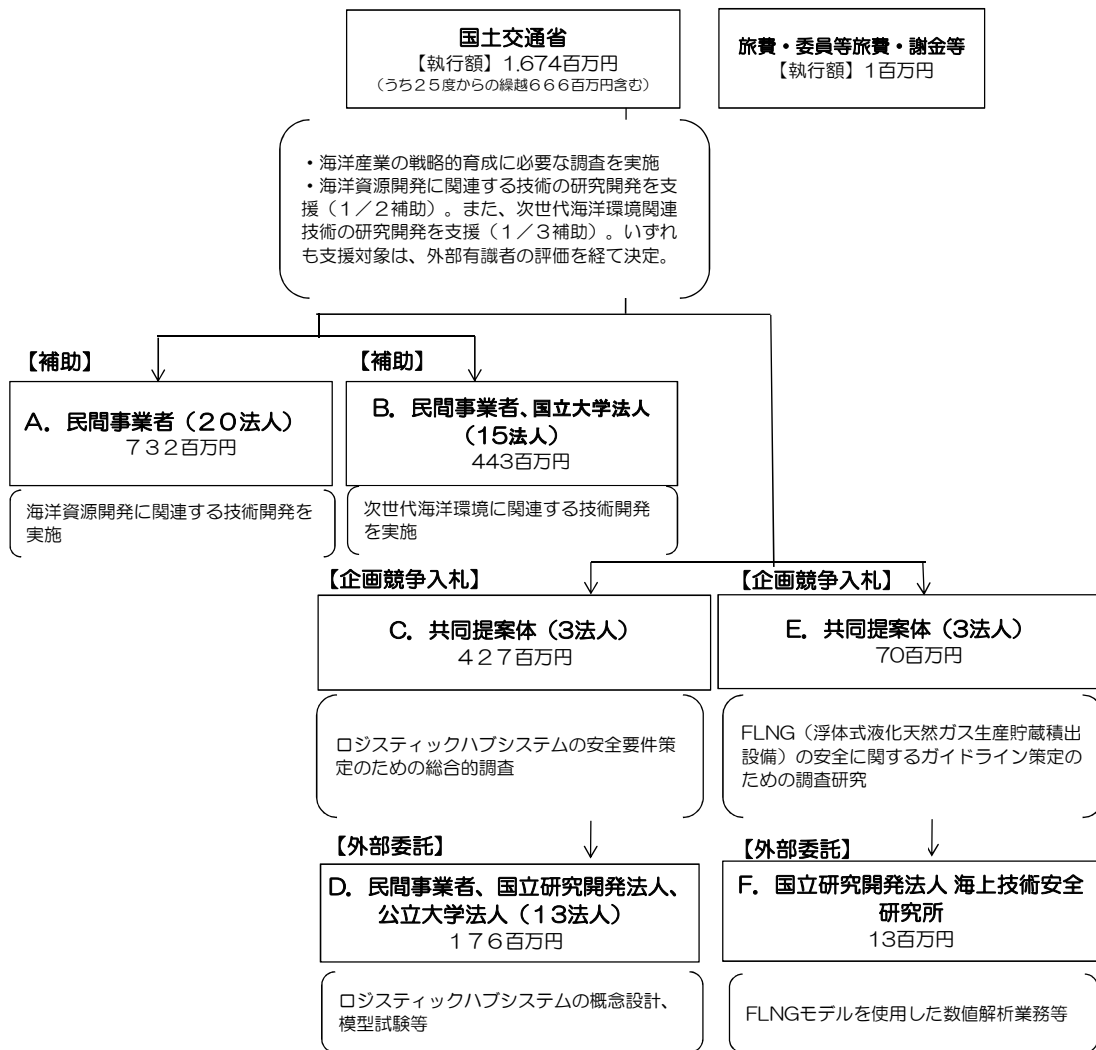 国土交通省
【執行額】1,674百万円
(うち25度からの繰越666百万円含む)
旅費・委員等旅費・謝金等
【執行額】1百万円
・海洋産業の戦略的育成に必要な調査を実施
・海洋資源開発に関連する技術の研究開発を支
援(1/2補助)。また、次世代海洋環境関連
技術の研究開発を支援(1/3補助)。いずれ
も支援対象は、外部有識者の評価を経て決定。
【補助】
A. 民間事業者(20法人)
732百万円
海洋資源開発に関連する技術開発を
実施
【補助】
B. 民間事業者、国立大学法人
(15法人)
443百万円
次世代海洋環境に関連する技術開発
を実施
【企画競争入札】
C. 共同提案体(3法人)
427百万円
ロジスティックハブシステムの安全要件策
定のための総合的調査
【企画競争入札】
E. 共同提案体(3法人)
70百万円
FLNG(浮体式液化天然ガス生産貯蔵積出
設備)の安全に関するガイドライン策定の
ための調査研究
【外部委託】
D. 民間事業者、国立研究開発法人、
公立大学法人(13法人)
176百万円
ロジスティックハブシステムの概念設計、
模型試験等
【外部委託】
F. 国立研究開発法人 海上技術安全
研究所
13百万円
FLNGモデルを使用した数値解析業務等